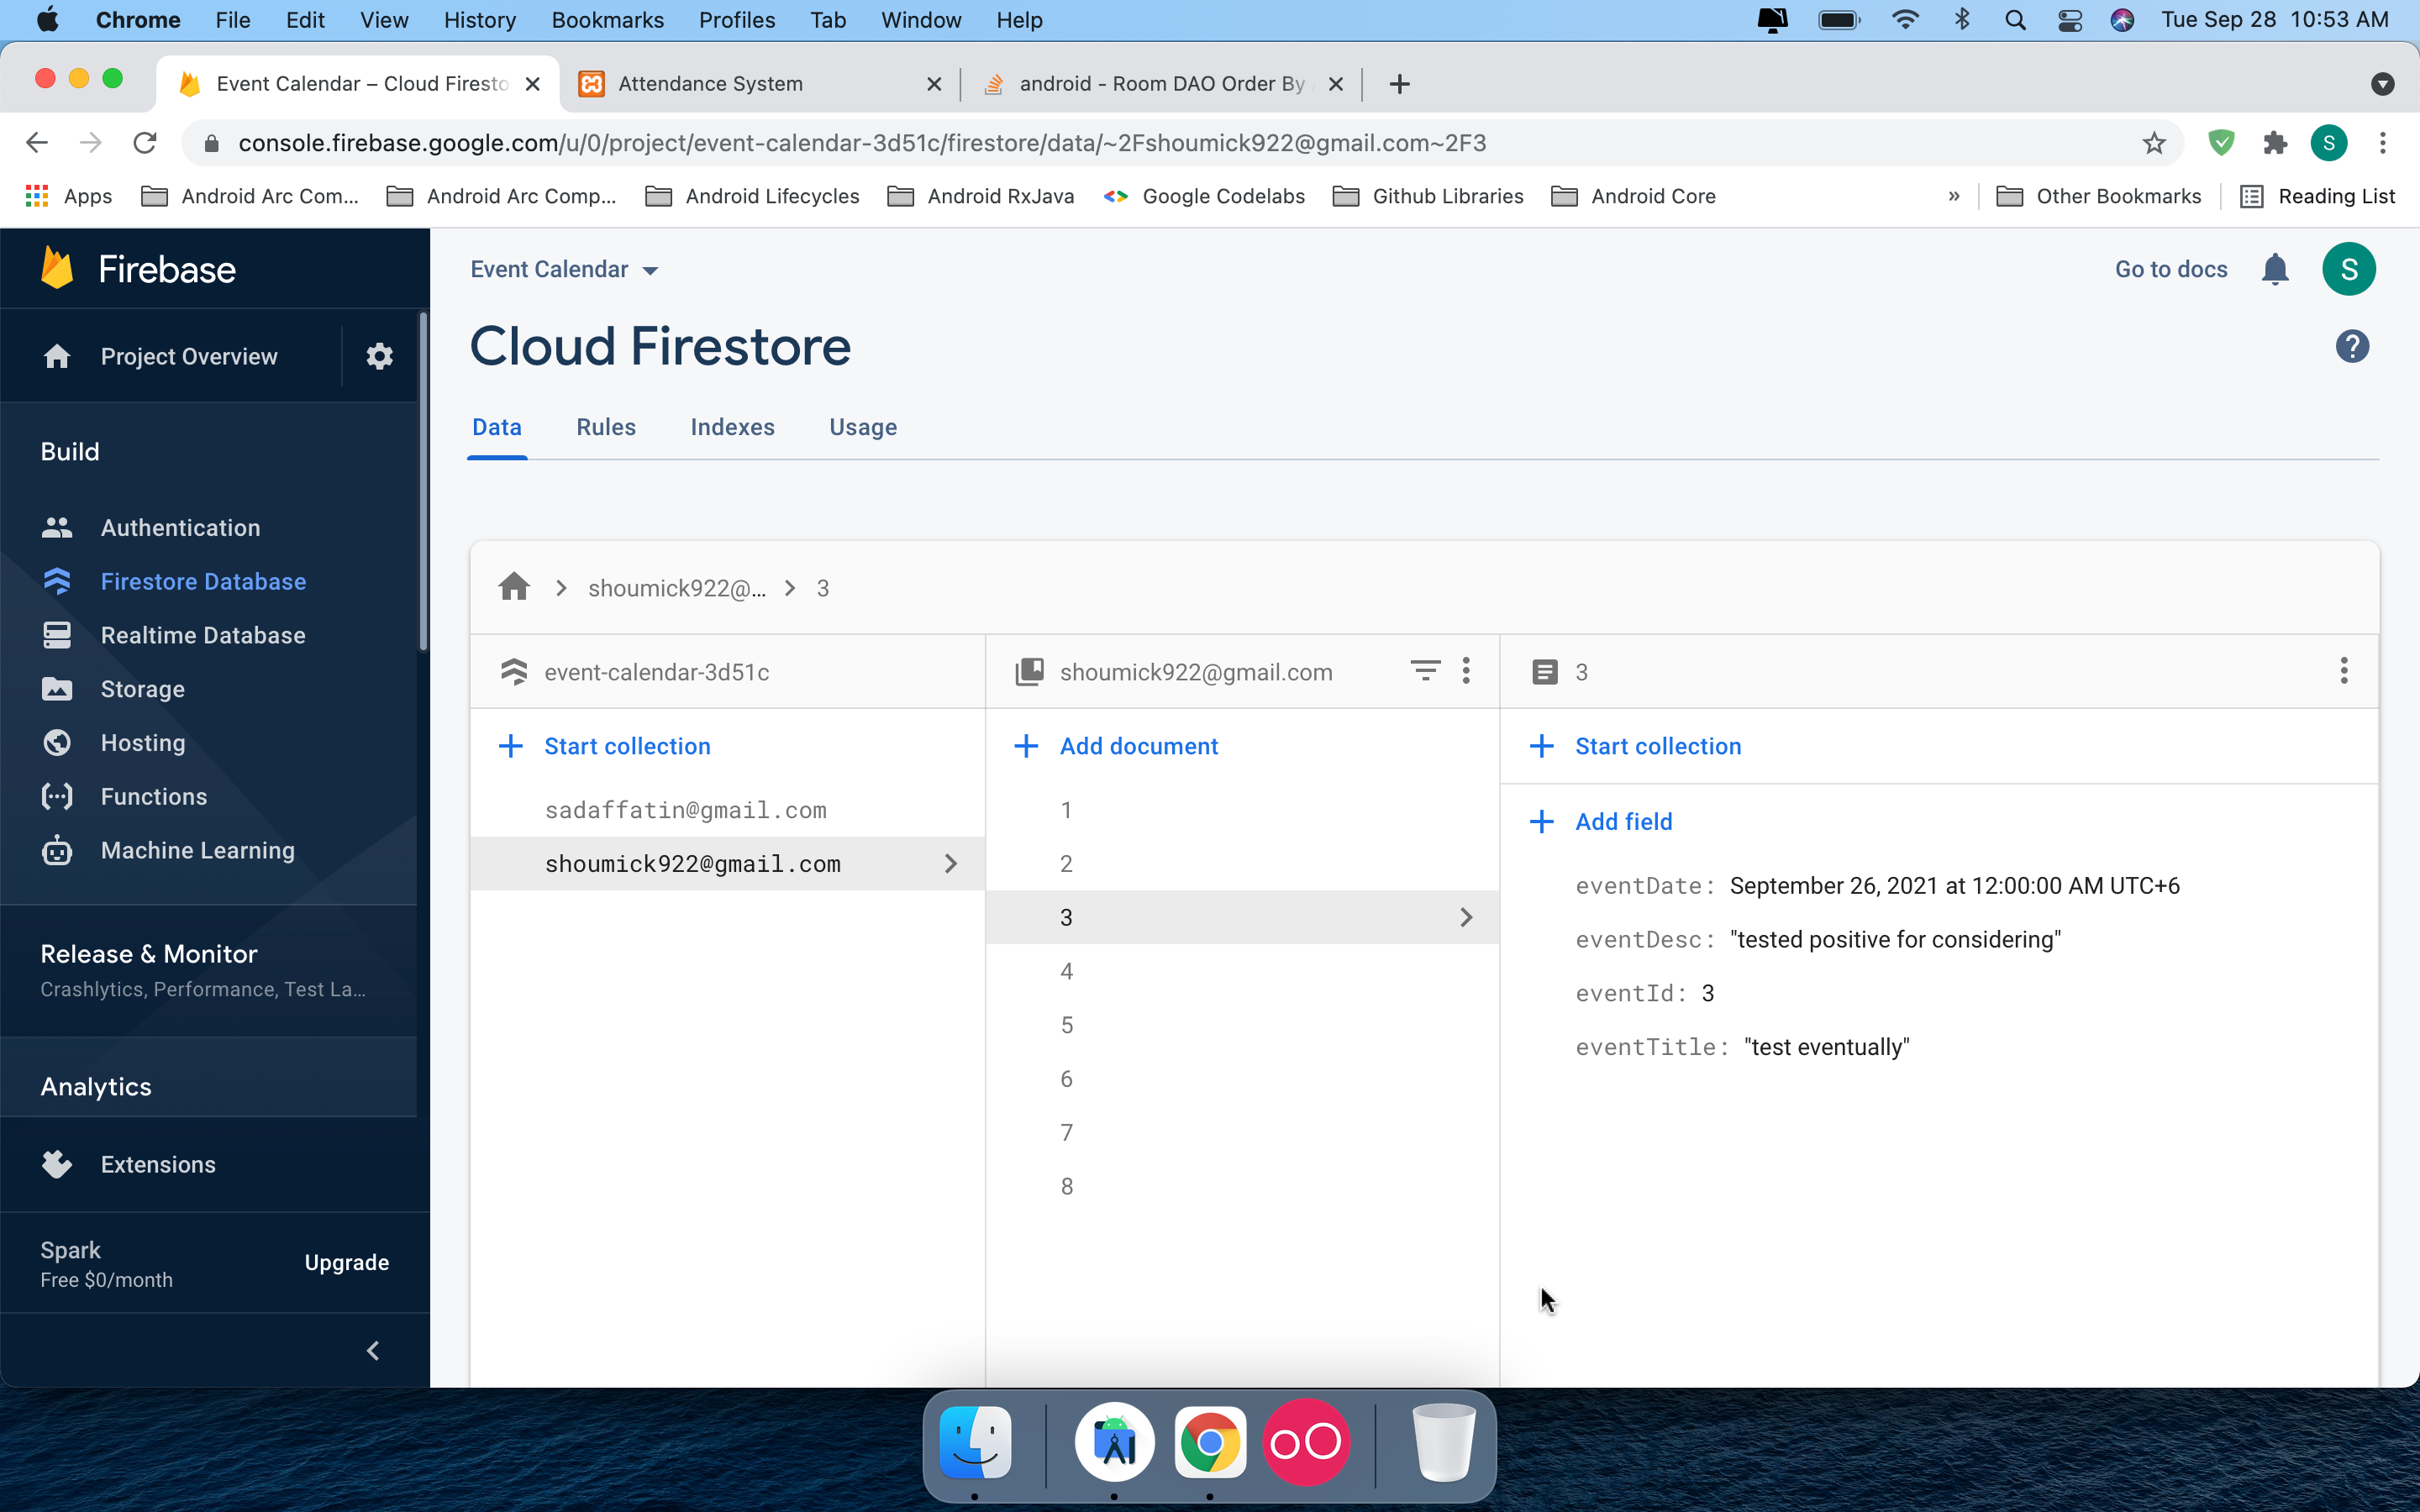 Chrome File Edit View History Bookmarks Profiles Tab Window Help Tue Sep 28 10:53 AM
Event Calendar – Cloud Firesto Attendance System android - Room DAO Order By
console.firebase.google.com/u/0/project/event-calendar-3d51c/firestore/data/~2Fshoumick922@gmail.com~2F3 S
Apps Android Arc Com... Android Arc Comp... Android Lifecycles Android RxJava Google Codelabs Github Libraries Android Core » Other Bookmarks Reading List
Firebase
Project Overview
Build
Authentication
Firestore Database
Realtime Database
Storage
Hosting
Functions
Machine Learning
Release & Monitor
Crashlytics, Performance, Test La...
Analytics
Extensions
Spark
Free $0/month
Upgrade
Event Calendar
Go to docs
S
Cloud Firestore
?
Data Rules Indexes Usage
shoumick922@... 3
event-calendar-3d51c
Start collection
sadaffatin@gmail.com
shoumick922@gmail.com
shoumick922@gmail.com
Add document
1
2
3
4
5
6
7
8
3
Start collection
Add field
eventDate: September 26, 2021 at 12:00:00 AM UTC+6
eventDesc: "tested positive for considering"
eventId: 3
eventTitle: "test eventually"